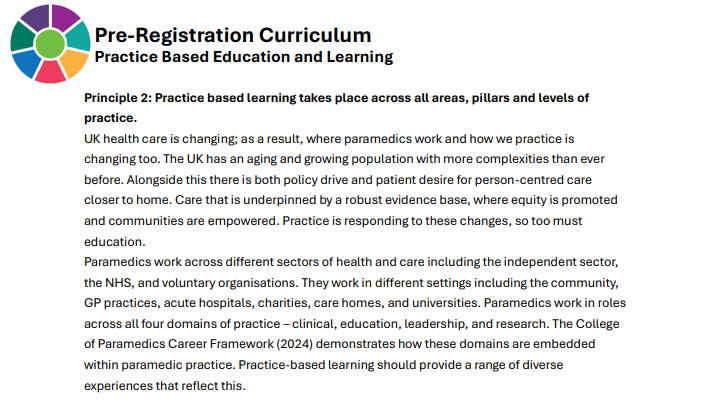 Pre-Registration Curriculum
Practice Based Education and Learning
Principle 2: Practice based learning takes place across all areas, pillars and levels of
practice.
UK health care is changing; as a result, where paramedics work and how we practice is
changing too. The UK has an aging and growing population with more complexities than ever
before. Alongside this there is both policy drive and patient desire for person-centred care
closer to home. Care that is underpinned by a robust evidence base, where equity is promoted
and communities are empowered. Practice is responding to these changes, so too must
education.
Paramedics work across different sectors of health and care including the independent sector,
the NHS, and voluntary organisations. They work in different settings including the community,
GP practices, acute hospitals, charities, care homes, and universities. Paramedics work in roles
across all four domains of practice – clinical, education, leadership, and research. The College
of Paramedics Career Framework (2024) demonstrates how these domains are embedded
within paramedic practice. Practice-based learning should provide a range of diverse
experiences that reflect this.